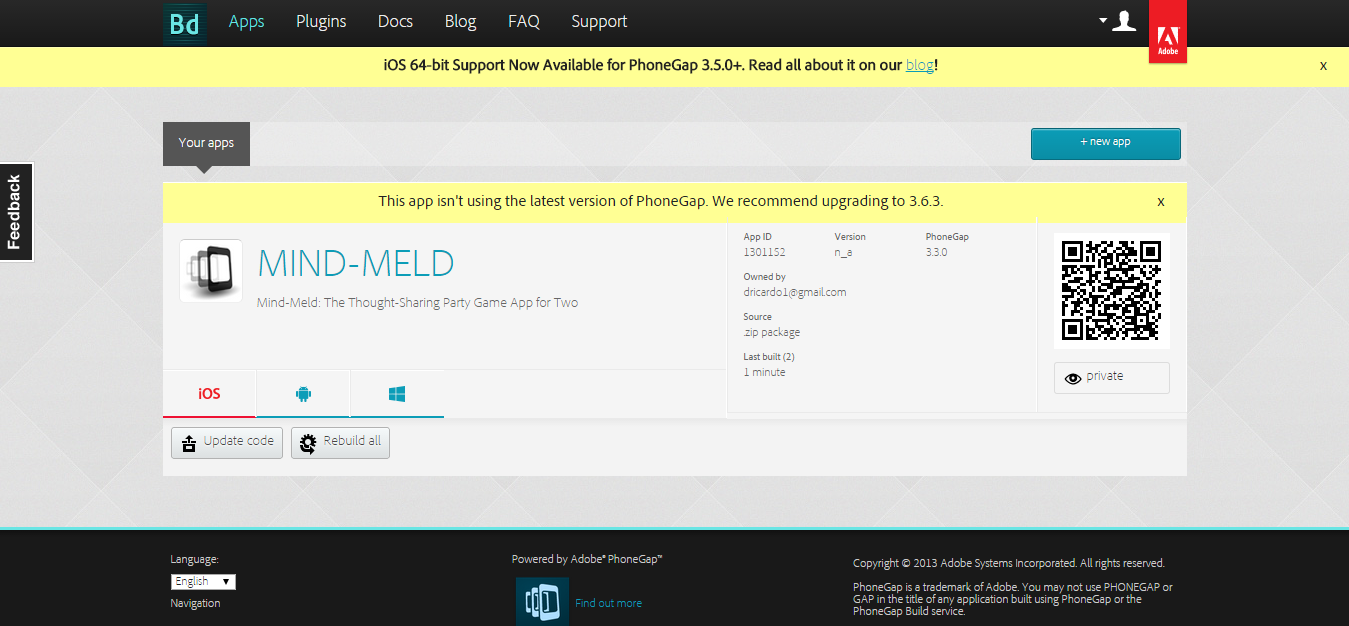 Bd Apps Plugins Docs Blog FAQ Support
Adobe
iOS 64-bit Support Now Available for PhoneGap 3.5.0+. Read all about it on our blog! x
Your apps + new app
Feedback
This app isn't using the latest version of PhoneGap. We recommend upgrading to 3.6.3. x
MIND-MELD
Mind-Meld: The Thought-Sharing Party Game App for Two
App ID Version PhoneGap
1301152 n_a 3.3.0
Owned by
dricardo1@gmail.com
Source
.zip package
Last built (2)
1 minute
private
iOS
Update code Rebuild all
Language:
English
Navigation
Powered by Adobe® PhoneGap™
Find out more
Copyright © 2013 Adobe Systems Incorporated. All rights reserved.
PhoneGap is a trademark of Adobe. You may not use PHONEGAP or
GAP in the title of any application built using PhoneGap or the
PhoneGap Build service.